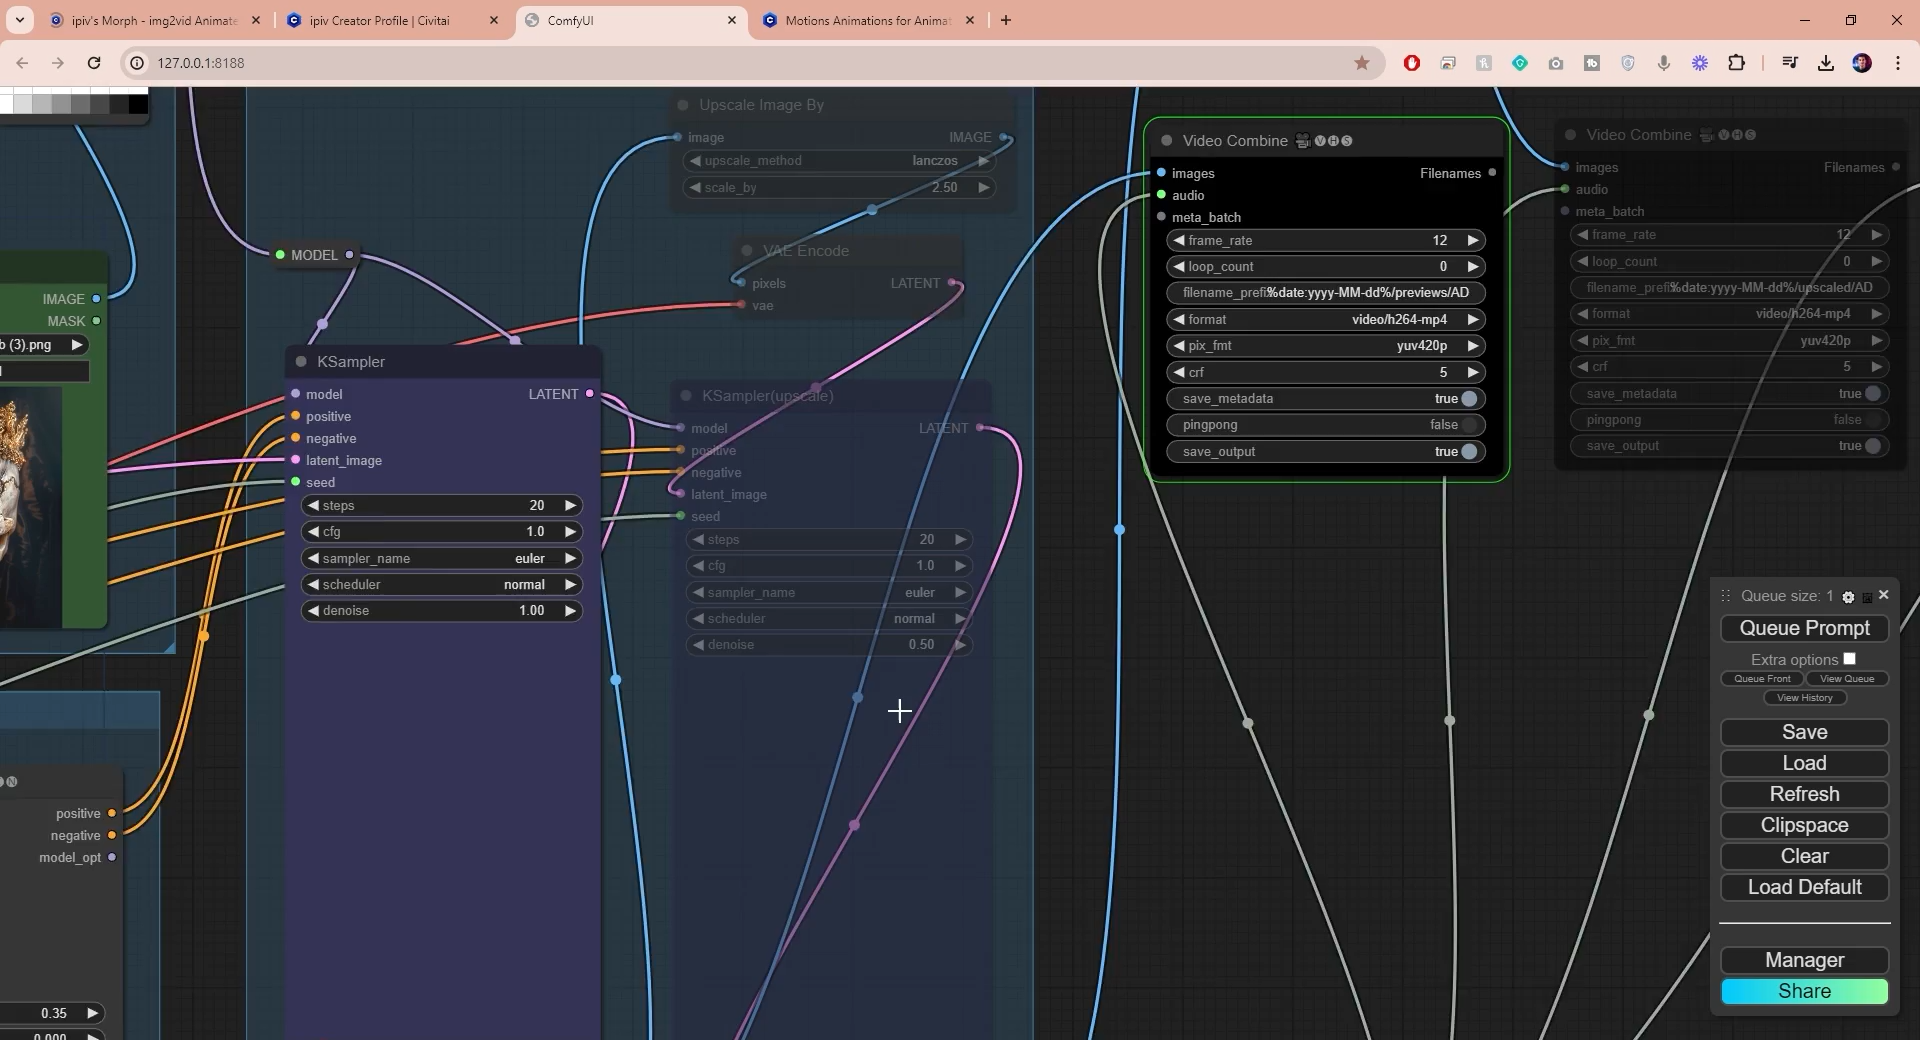 ipiv's Morph - img2vid Animate
ipiv Creator Profile | Civitai
ComfyUI
Motions Animations for Animat
127.0.0.1:8188
IMAGE
MASK
b (3).png
positive
negative
model_opt
0.35
0.000
MODEL
KSampler
model
LATENT
positive
negative
latent_image
seed
steps 20
cfg 1.0
sampler_name euler
scheduler normal
denoise 1.00
Upscale Image By
image IMAGE
upscale_method lanczos
scale_by 2.50
VAE Encode
pixels LATENT
vae
KSampler(upscale)
model LATENT
positive
negative
latent_image
seed
steps 20
cfg 1.0
sampler_name euler
scheduler normal
denoise 0.50
Video Combine 🎥🅥🅗🅢
images Filenames
audio
meta_batch
frame_rate 12
loop_count 0
filename_prefi %date:yyyy-MM-dd%/previews/AD
format video/h264-mp4
pix_fmt yuv420p
crf 5
save_metadata true
pingpong false
save_output true
Video Combine 🎥🅥🅗🅢
images Filenames
audio
meta_batch
frame_rate 12
loop_count 0
filename_prefi %date:yyyy-MM-dd%/upscaled/AD
format video/h264-mp4
pix_fmt yuv420p
crf 5
save_metadata true
pingpong false
save_output true
Queue size: 1
Queue Prompt
Extra options
Queue Front View Queue
View History
Save
Load
Refresh
Clipspace
Clear
Load Default
Manager
Share